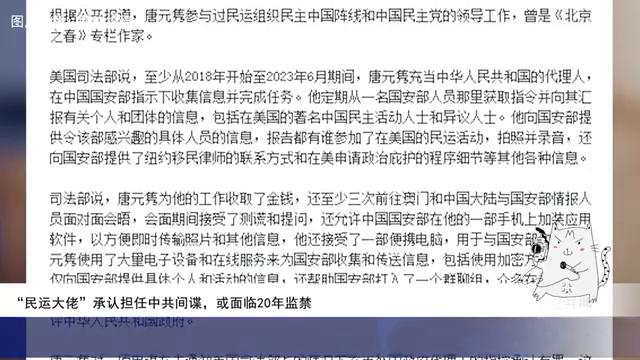 图
根据公开报道，唐元隽参与过民运组织民主中国阵线和中国民主党的领导工作，曾是《北京
之春》专栏作家。
美国司法部说，至少从2018年开始至2023年6月期间，唐元隽充当中华人民共和国的代理人，
在中国国安部指示下收集信息并完成任务。他定期从一名国安部人员那里获取指令并向其汇
报有关个人和团体的信息，包括在美国的著名中国民主活动人士和异议人士。他向国安部提
供令该部感兴趣的具体人员的信息，报告都有谁参加了在美国的民运活动，拍照并录音，还
向国安部提供了纽约移民律师的联系方式和在美申请政治庇护的程序细节等其他各种信息。
司法部说，唐元隽为他的工作收取了金钱，还至少三次前往澳门和中国大陆与国安部情报人
员面对面会晤，会面期间接受了测谎和提问，还允许中国国安部在他的一部手机上加装应用
软件，以方便即时传输照片和其他信息，他还接受了一部便携电脑，用于与国安部
元隽使用了大量电子设备和在线服务来为国安部收集和传送信息，包括使用加密方
仅向国安部提供具体个人和活动的信息，还帮助国安部打入了一个群聊组，众多在
“民运大佬”承认担任中共间谍，或面临20年监禁
许中华人民共和国政府。